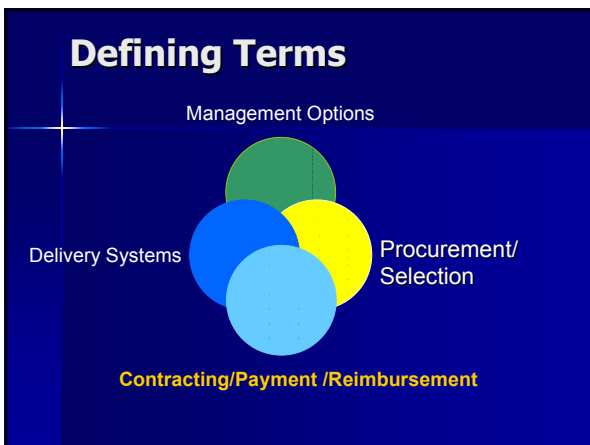 Defining Terms
Management Options
Delivery Systems
Procurement/
Selection
Contracting/Payment /Reimbursement